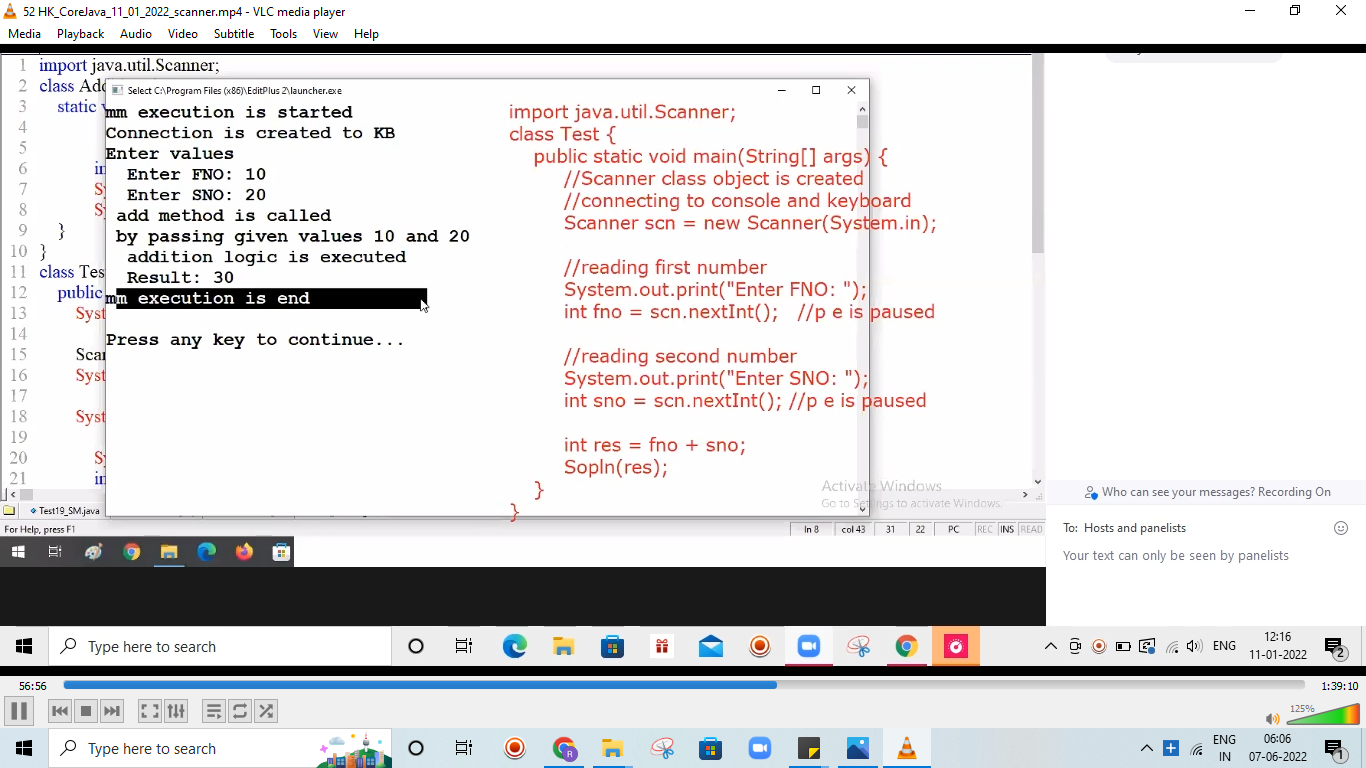 52 HK_CoreJava_11_01_2022_scanner.mp4 - VLC media player
Media Playback Audio Video Subtitle Tools View Help
1 import java.util.Scanner;
2 class Add
3 static
4
5
6 in
7 Sy
8 Sy
9 }
10 }
11 class Tes
12 public
13 Syst
14
15 Scan
16 Syst
17
18 Syst
19
20 Sy
21 in
Select C:\Program Files (x86)\EditPlus 2\launcher.exe
mm execution is started
Connection is created to KB
Enter values
Enter FNO: 10
Enter SNO: 20
add method is called
by passing given values 10 and 20
addition logic is executed
Result: 30
mm execution is end
Press any key to continue...
import java.util.Scanner;
class Test {
public static void main(String[] args) {
//Scanner class object is created
//connecting to console and keyboard
Scanner scn = new Scanner(System.in);
//reading first number
System.out.print("Enter FNO: ");
int fno = scn.nextInt(); //p e is paused
//reading second number
System.out.print("Enter SNO: ");
int sno = scn.nextInt(); //p e is paused
int res = fno + sno;
Sopln(res);
}
}
Activate Windows
Go to Settings to activate Windows.
Test19_SM.java
For Help, press F1
ln 8 col 43 31 22 PC REC INS READ
Who can see your messages? Recording On
To: Hosts and panelists
Your text can only be seen by panelists
Type here to search
ENG
12:16
11-01-2022
2
56:56
1:39:10
125%
Type here to search
R
ENG
IN
06:06
07-06-2022
1